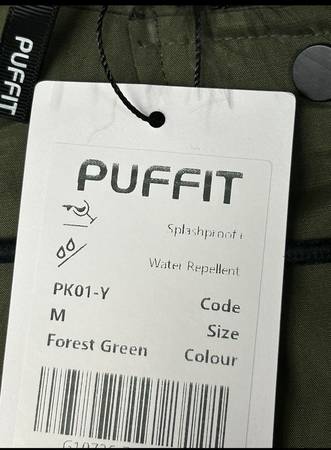 PUFFIT
PUFFIT
Splashproof
Water Repellent
PK01-Y Code
M Size
Forest Green Colour